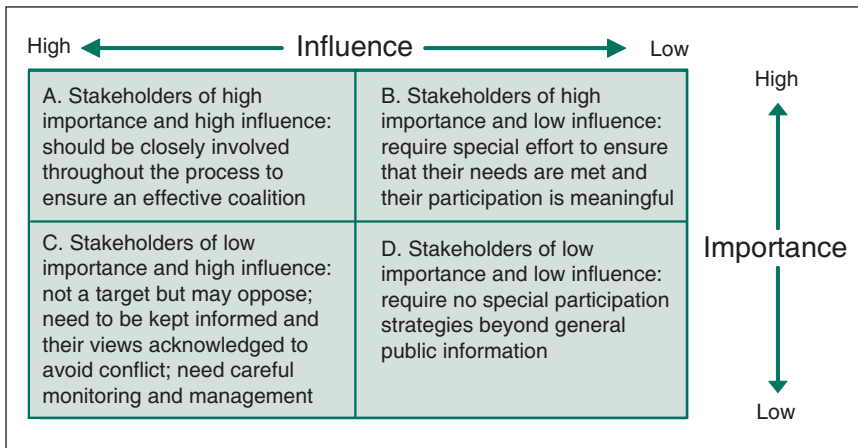 High Influence Low
A. Stakeholders of high
importance and high influence:
should be closely involved
throughout the process to
ensure an effective coalition
B. Stakeholders of high
importance and low influence:
require special effort to ensure
that their needs are met and
their participation is meaningful
C. Stakeholders of low
importance and high influence:
not a target but may oppose;
need to be kept informed and
their views acknowledged to
avoid conflict; need careful
monitoring and management
D. Stakeholders of low
importance and low influence:
require no special participation
strategies beyond general
public information
High
Importance
Low